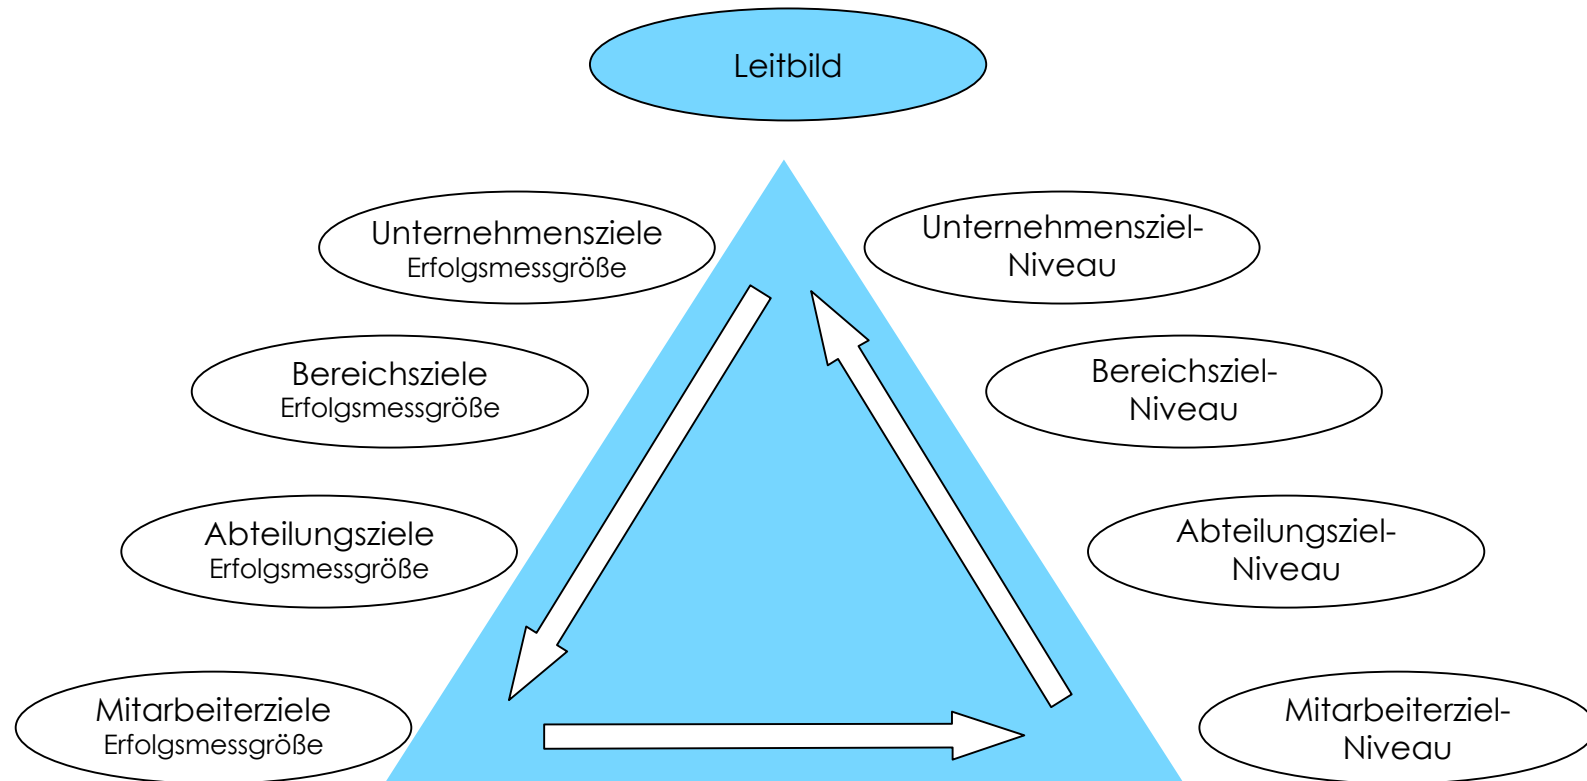 Leitbild
Unternehmensziele
Erfolgsmessgröße
Unternehmensziel-
Niveau
Bereichsziele
Erfolgsmessgröße
Bereichsziel-
Niveau
Abteilungsziele
Erfolgsmessgröße
Abteilungsziel-
Niveau
Mitarbeiterziele
Erfolgsmessgröße
Mitarbeiterziel-
Niveau